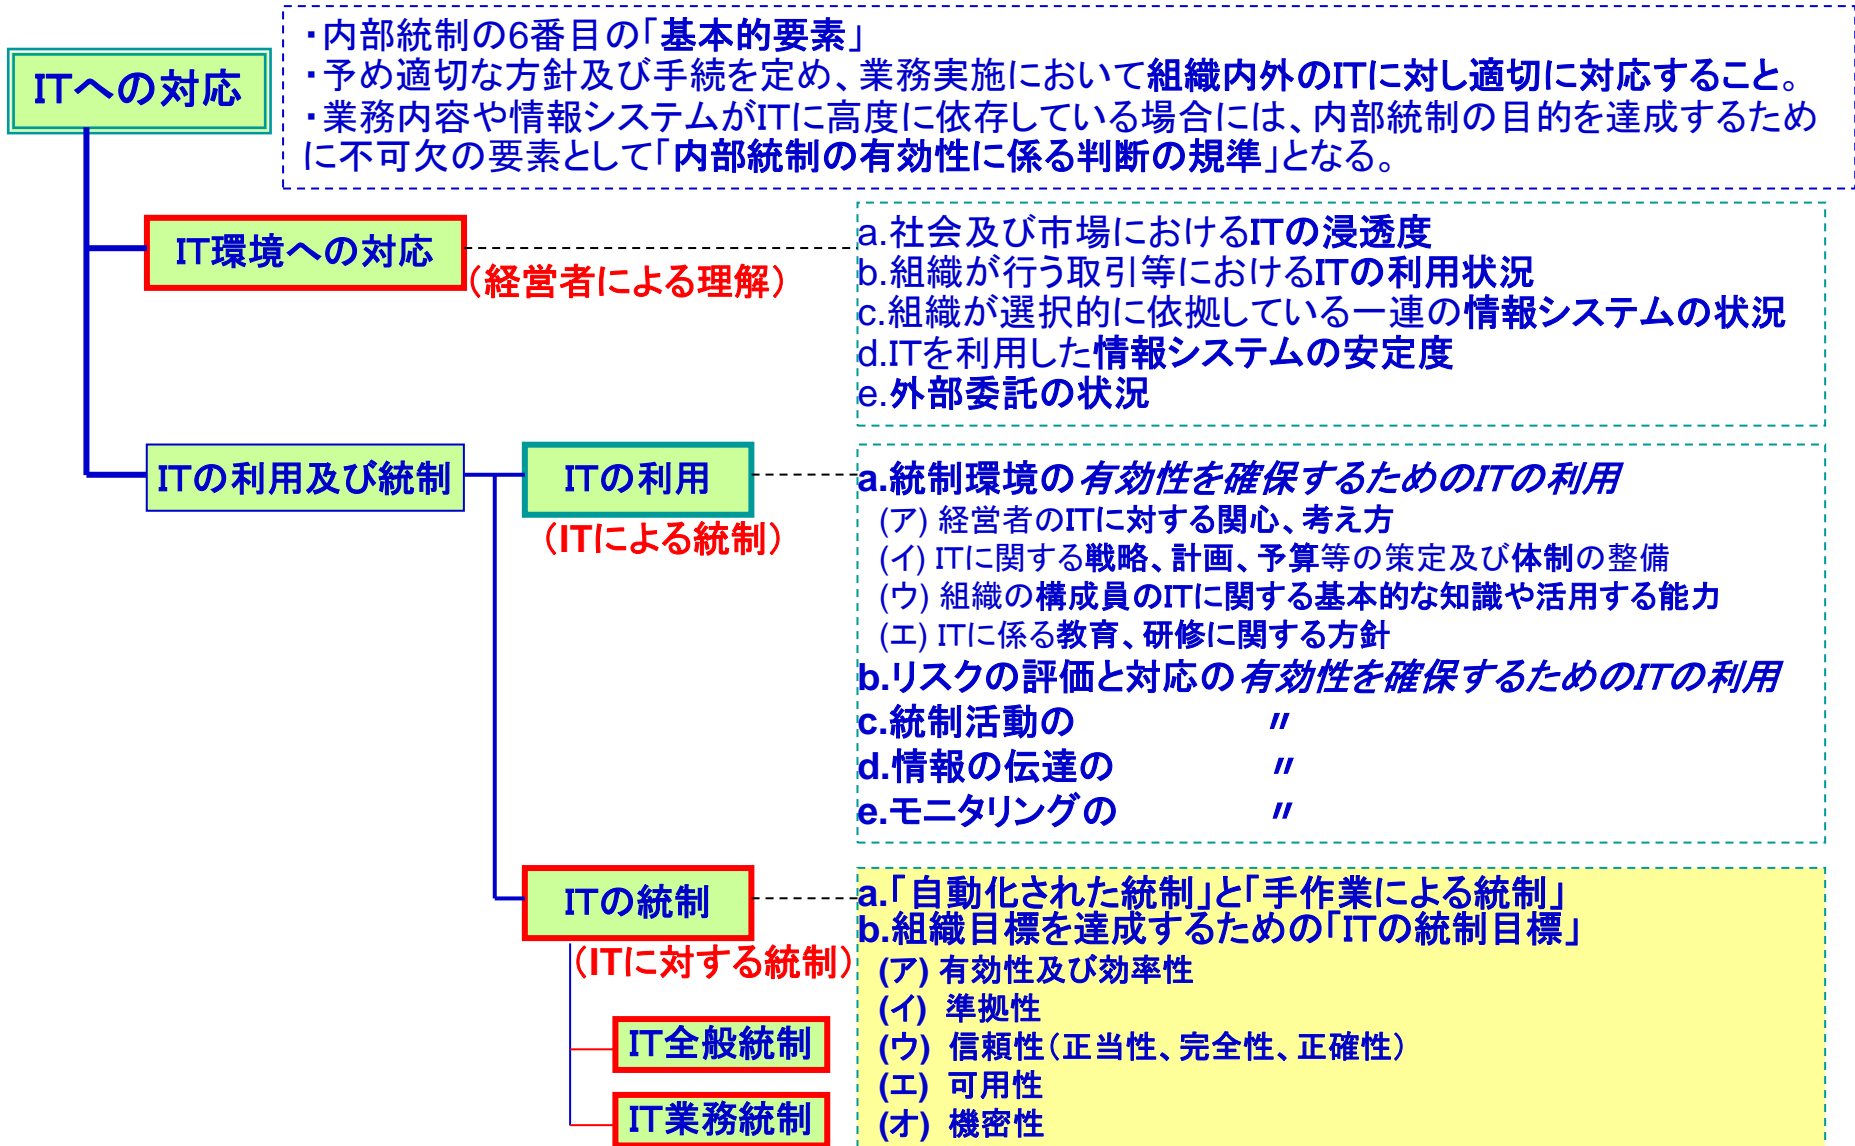 ITへの対応
・内部統制の6番目の「基本的要素」
・予め適切な方針及び手続を定め、業務実施において組織内外のITに対し適切に対応すること。
・業務内容や情報システムがITに高度に依存している場合には、内部統制の目的を達成するため
に不可欠の要素として「内部統制の有効性に係る判断の規準」となる。
IT環境への対応
（経営者による理解）
a.社会及び市場におけるITの浸透度
b.組織が行う取引等におけるITの利用状況
c.組織が選択的に依拠している一連の情報システムの状況
d.ITを利用した情報システムの安定度
e.外部委託の状況
ITの利用及び統制
ITの利用
（ITによる統制）
a.統制環境の有効性を確保するためのITの利用
(ア) 経営者のITに対する関心、考え方
(イ) ITに関する戦略、計画、予算等の策定及び体制の整備
(ウ) 組織の構成員のITに関する基本的な知識や活用する能力
(エ) ITに係る教育、研修に関する方針
b.リスクの評価と対応の有効性を確保するためのITの利用
c.統制活動の 〃
d.情報の伝達の 〃
e.モニタリングの 〃
ITの統制
（ITに対する統制）
a.「自動化された統制」と「手作業による統制」
b.組織目標を達成するための「ITの統制目標」
(ア) 有効性及び効率性
(イ) 準拠性
(ウ) 信頼性（正当性、完全性、正確性）
(エ) 可用性
(オ) 機密性
IT全般統制
IT業務統制